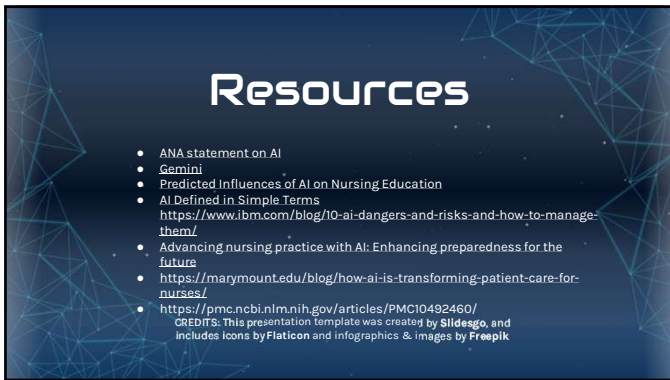 Resources
● ANA statement on AI
● Gemini
● Predicted Influences of AI on Nursing Education
● AI Defined in Simple Terms
https://www.ibm.com/blog/10-ai-dangers-and-risks-and-how-to-manage-
them/
● Advancing nursing practice with AI: Enhancing preparedness for the
future
● https://marymount.edu/blog/how-ai-is-transforming-patient-care-for-
nurses/
● https://pmc.ncbi.nlm.nih.gov/articles/PMC10492460/
CREDITS: This presentation template was created by Slidesgo, and
includes icons by Flaticon and infographics & images by Freepik